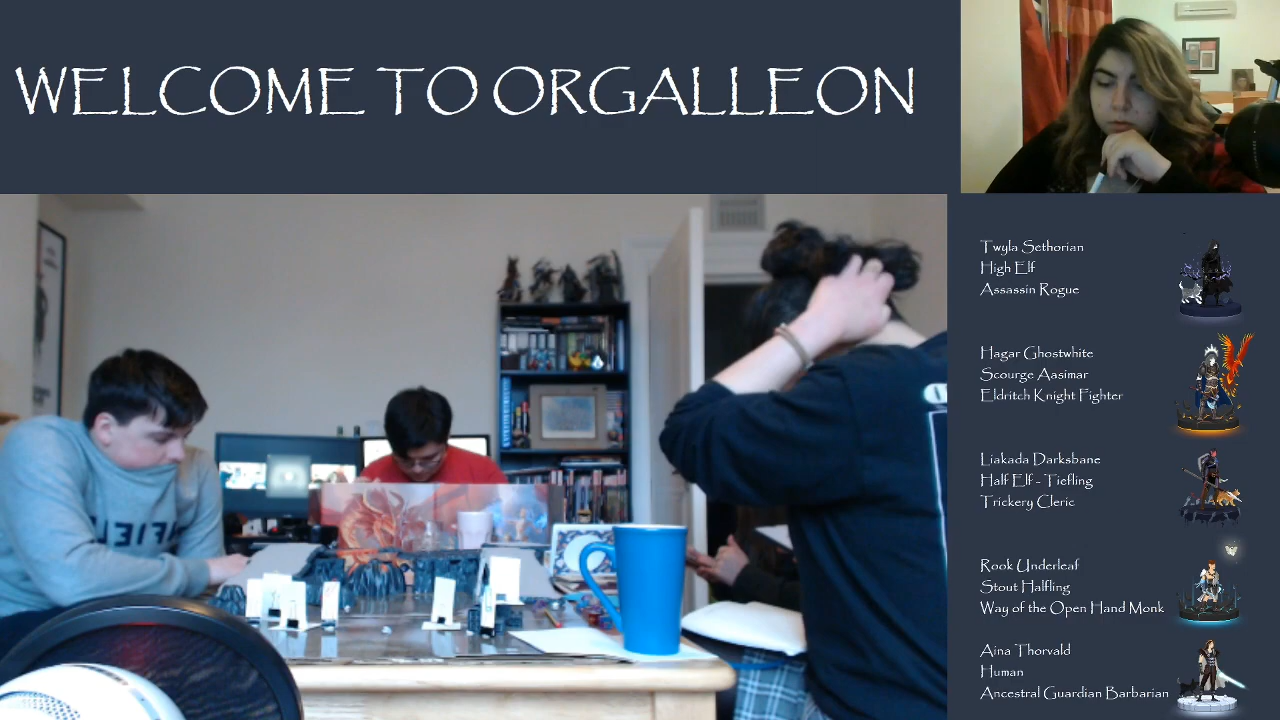 WELCOME TO ORGALLEON
Twyla Sethorian
High Elf
Assassin Rogue
Hagar Ghostwhite
Scourge Aasimar
Eldritch Knight Fighter
Liakada Darksbane
Half Elf - Tiefling
Trickery Cleric
Rook Underleaf
Stout Halfling
Way of the Open Hand Monk
Aina Thorvald
Human
Ancestral Guardian Barbarian